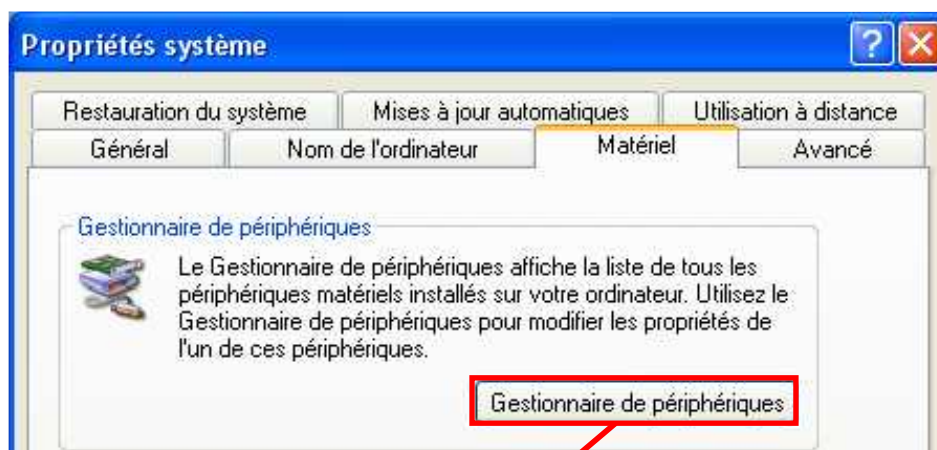 Propriétés système
Restauration du système
Mises à jour automatiques
Utilisation à distance
Général
Nom de l'ordinateur
Matériel
Avancé
Gestionnaire de périphériques
Le Gestionnaire de périphériques affiche la liste de tous les
périphériques matériels installés sur votre ordinateur. Utilisez le
Gestionnaire de périphériques pour modifier les propriétés de
l'un de ces périphériques.
Gestionnaire de périphériques